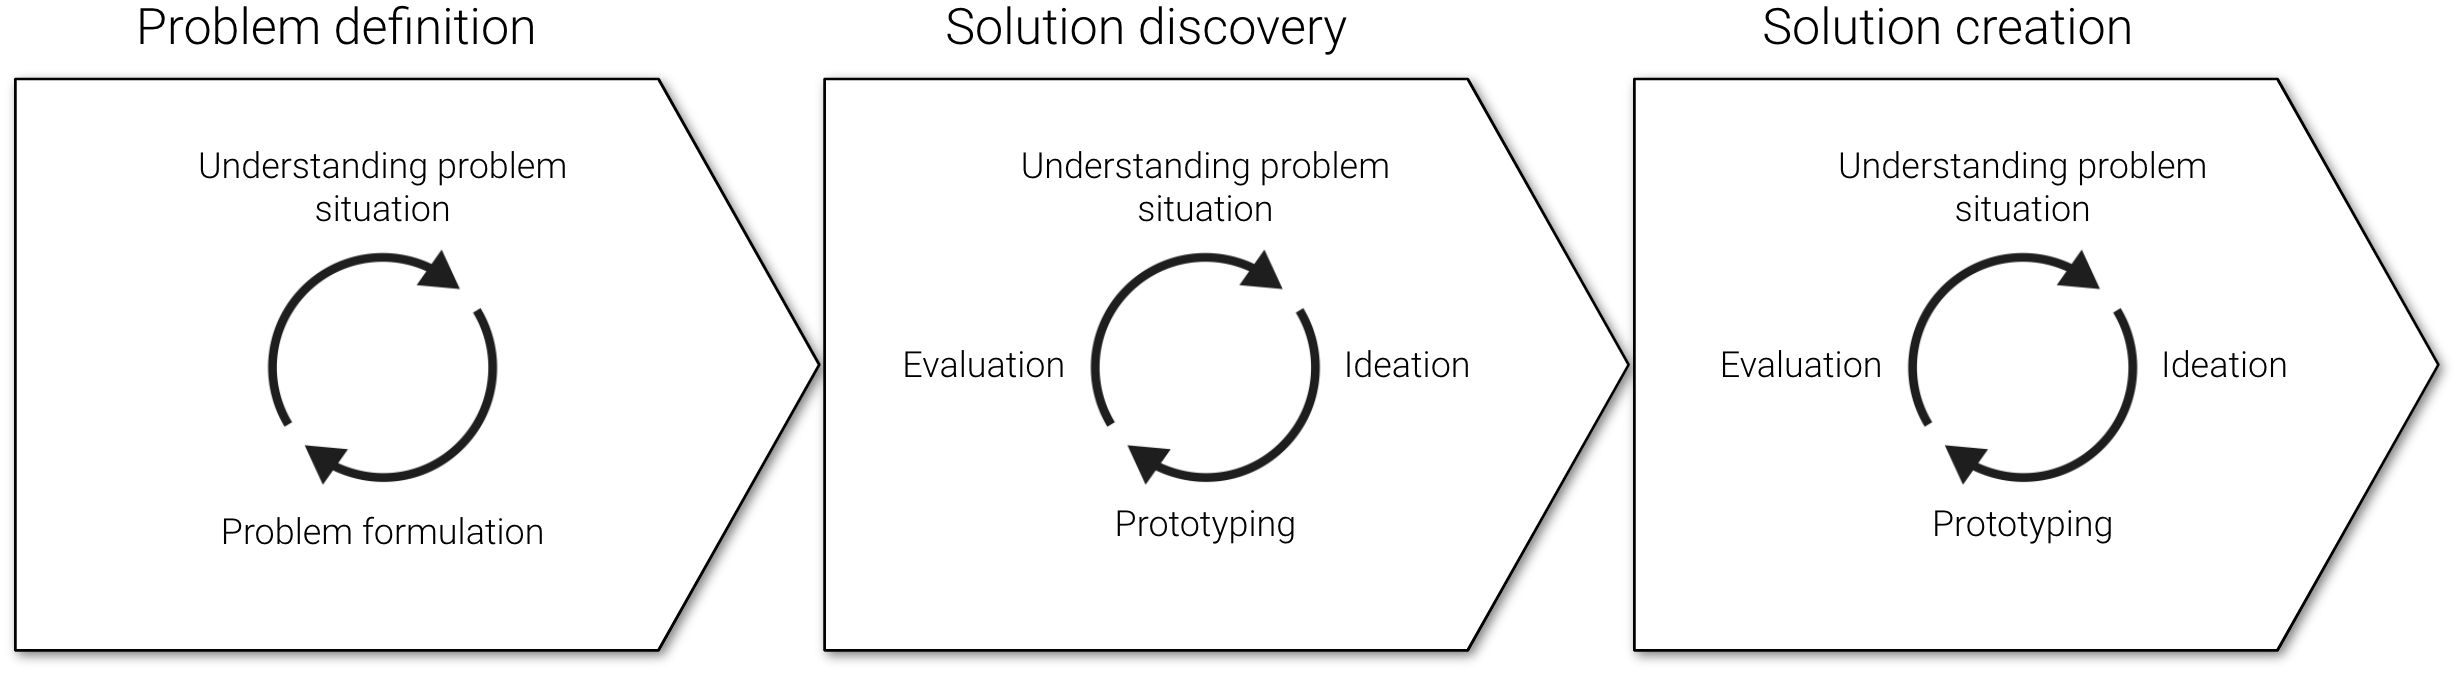 Problem definition
Understanding problem
situation
Problem formulation
Solution discovery
Understanding problem
situation
Evaluation
Ideation
Prototyping
Solution creation
Understanding problem
situation
Evaluation
Ideation
Prototyping